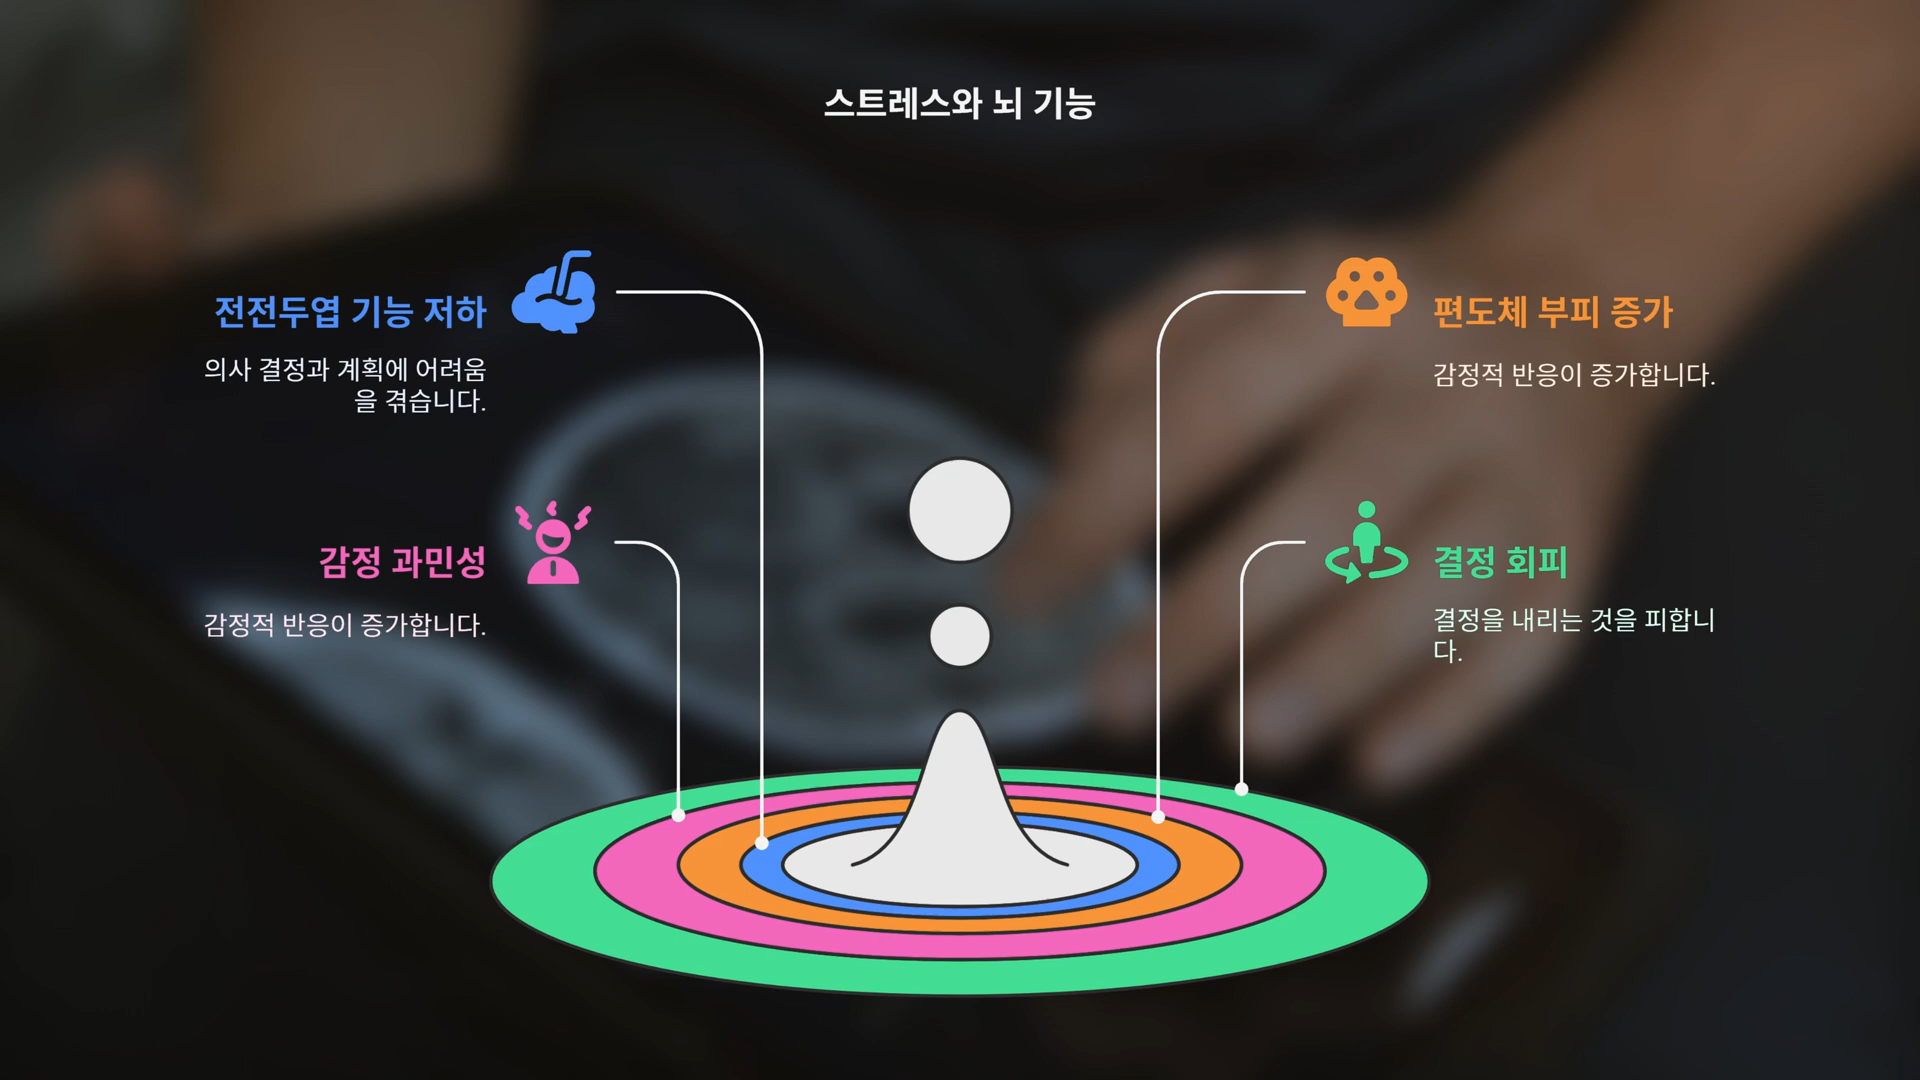 스트레스와 뇌 기능
전전두엽 기능 저하
의사 결정과 계획에 어려움
을 겪습니다.
편도체 부피 증가
감정적 반응이 증가합니다.
감정 과민성
감정적 반응이 증가합니다.
결정 회피
결정을 내리는 것을 피합니
다.